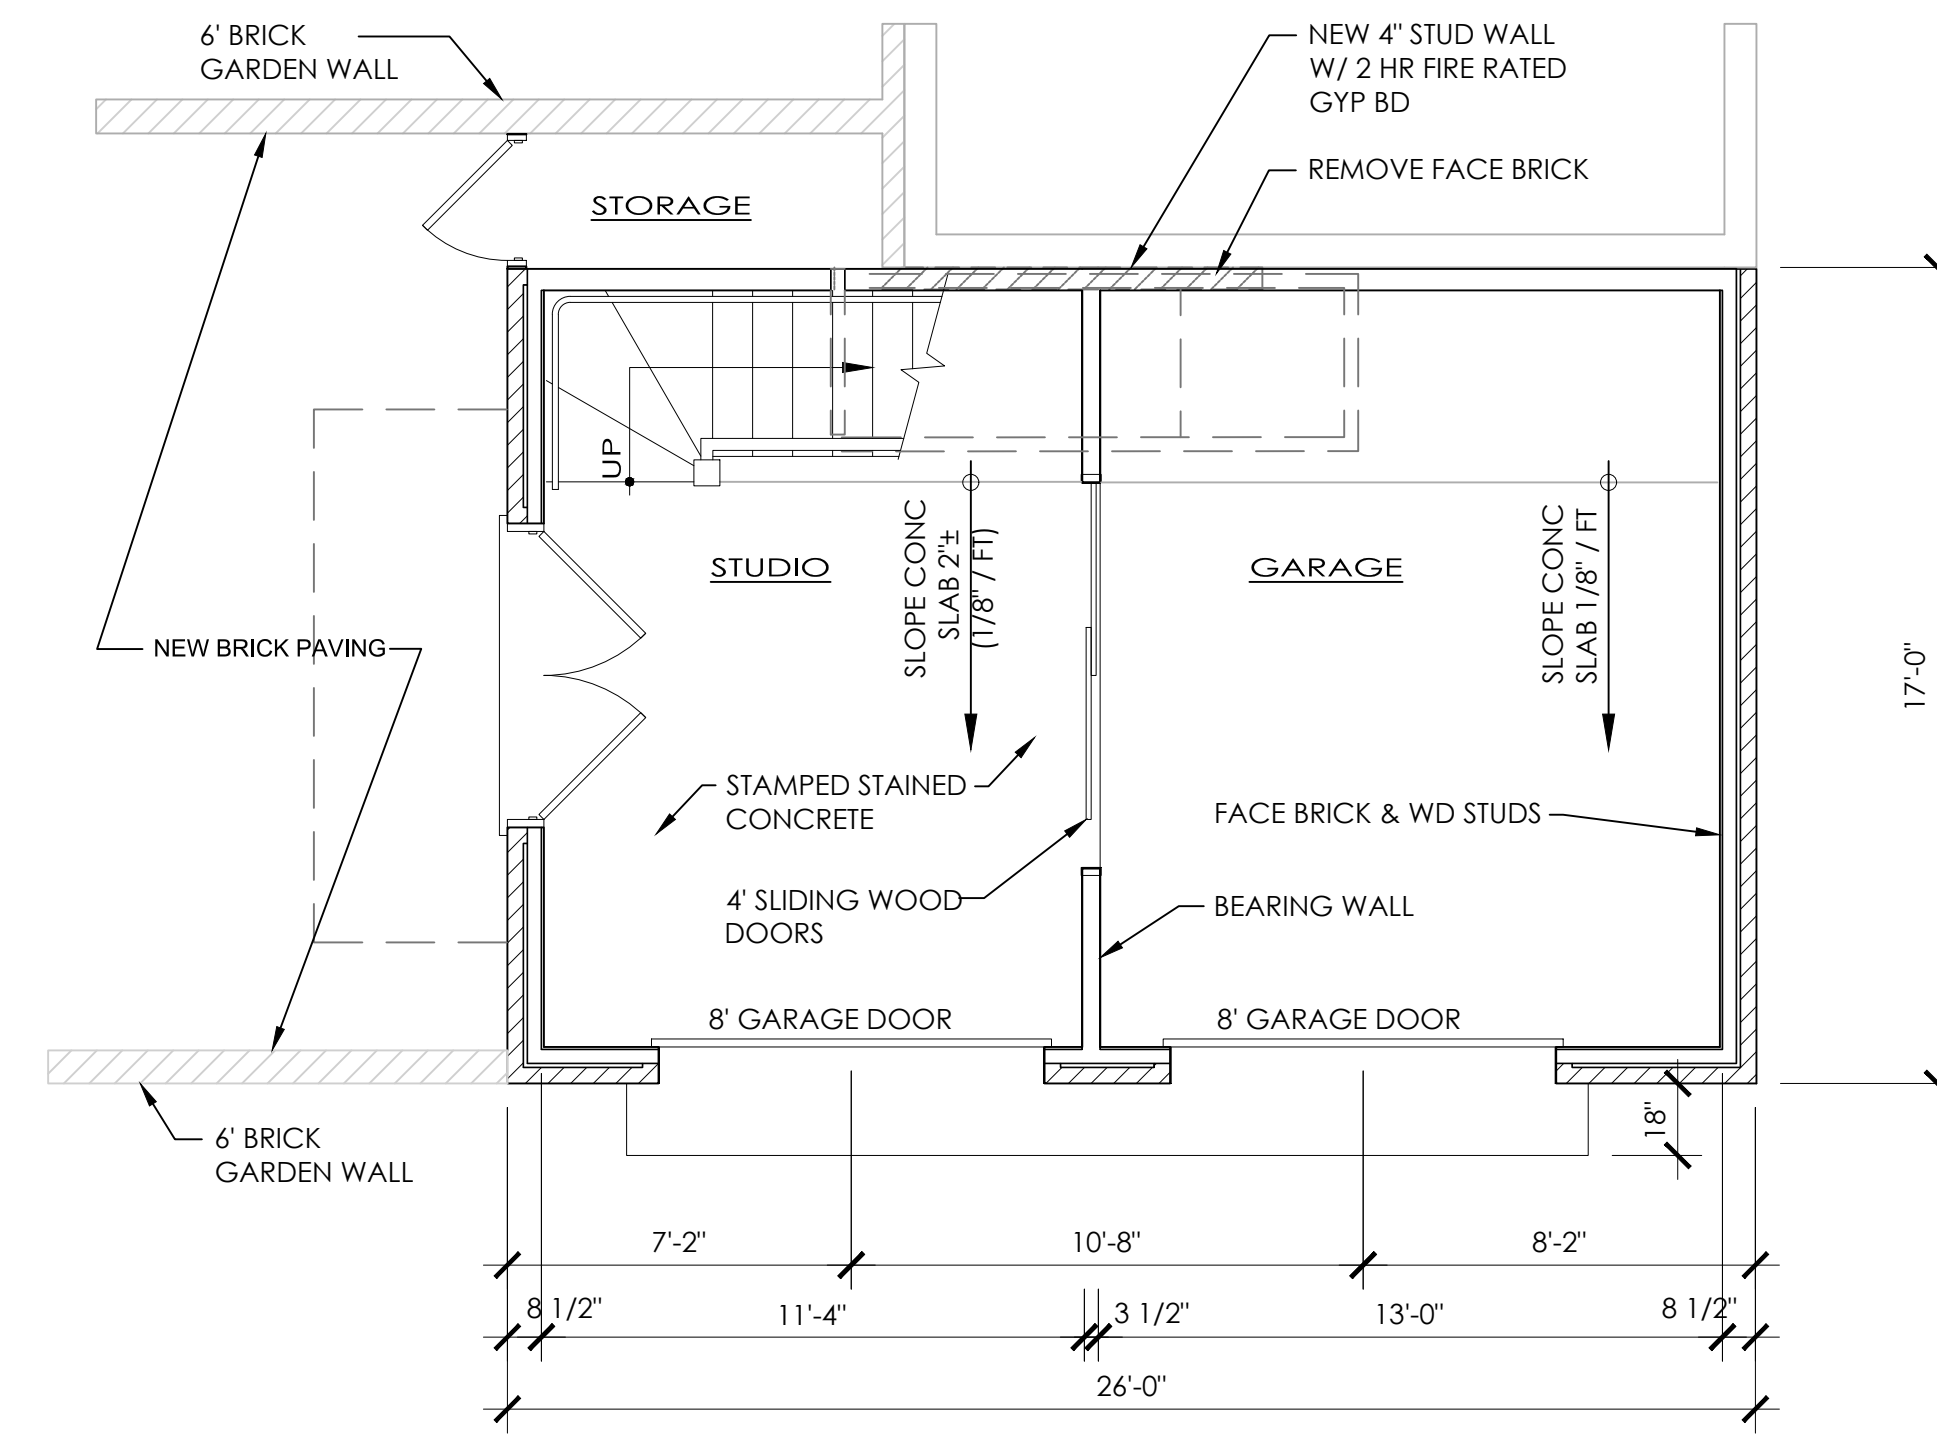 6' BRICK
GARDEN WALL
NEW 4" STUD WALL
W/ 2 HR FIRE RATED
GYP BD
REMOVE FACE BRICK
STORAGE
UP
STUDIO
SLOPE CONC
SLAB 2"±
(1/8" / FT)
GARAGE
SLOPE CONC
SLAB 1/8" / FT
17'-0"
NEW BRICK PAVING
STAMPED STAINED
CONCRETE
FACE BRICK & WD STUDS
4' SLIDING WOOD
DOORS
BEARING WALL
8' GARAGE DOOR
8' GARAGE DOOR
6' BRICK
GARDEN WALL
18"
7'-2"
10'-8"
8'-2"
8 1/2"
11'-4"
3 1/2"
13'-0"
8 1/2"
26'-0"